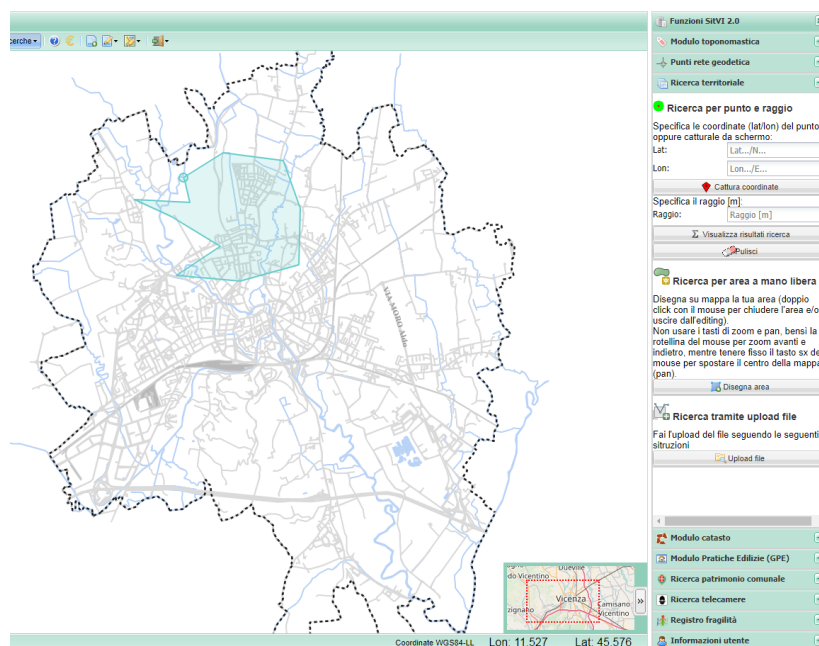 Funzioni SitVI 2.0
Modulo toponomastica
Punti rete geodetica
Ricerca territoriale
Ricerca per punto e raggio
Specifica le coordinate (lat/lon) del punto
oppure catturale da schermo:
Lat: Lat.../N...
Lon: Lon.../E...
Cattura coordinate
Specifica il raggio [m]:
Raggio: Raggio [m]
Σ Visualizza risultati ricerca
Pulisci
Ricerca per area a mano libera
Disegna su mappa la tua area (doppio
click con il mouse per chiudere l'area e/o
uscire dall'editing).
Non usare i tasti di zoom e pan, bensi la
rotellina del mouse per zoom avanti e
indietro, mentre tenere fisso il tasto sx de
mouse per spostare il centro della mappa
(pan).
Disegna area
Ricerca tramite upload file
Fai l'upload del file seguendo le seguenti
situzioni
Upload file
Modulo catasto
Modulo Pratiche Edilizie (GPE)
Ricerca patrimonio comunale
Ricerca telecamere
Registro fragilità
Informazioni utente
cerche
VIA MORO Aldo
Dueville
do Vicentino
Vicenza
Camisano
Vicentino
zignano
Coordinate WGS84-LL Lon: 11.527 Lat: 45.576